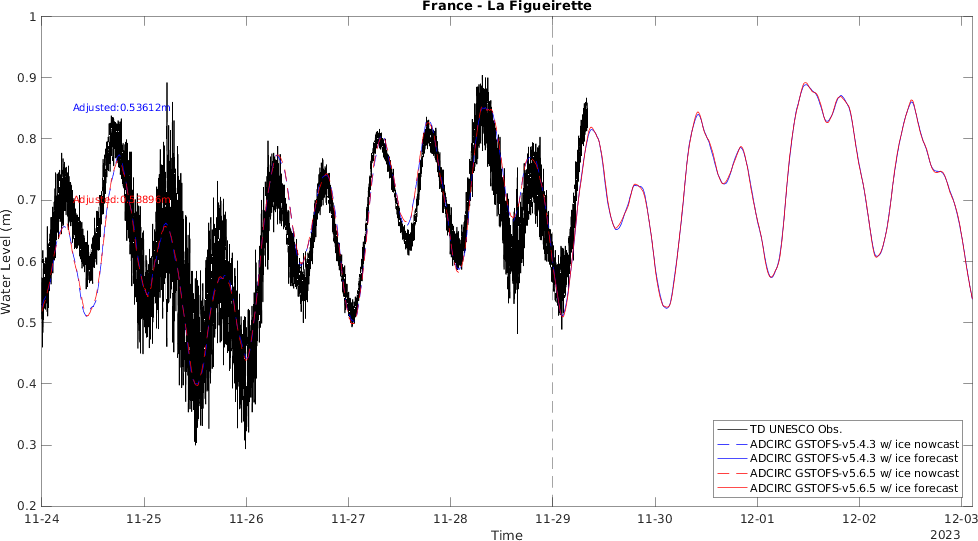 France - La Figueirette
Water Level (m)
1
0.9
0.8
0.7
0.6
0.5
0.4
0.3
0.2
Adjusted:0.53612m
TD UNESCO Obs.
ADCIRC GSTOFS-v5.4.3 w/ ice nowcast
ADCIRC GSTOFS-v5.4.3 w/ ice forecast
ADCIRC GSTOFS-v5.6.5 w/ ice nowcast
ADCIRC GSTOFS-v5.6.5 w/ ice forecast
11-24 11-25 11-26 11-27 11-28 11-29 11-30 12-01 12-02 12-03
Time
2023